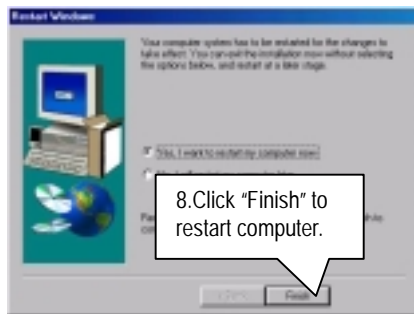 Restart Windows
Your computer system has to be restarted for the changes to
take effect. You can exit the installation now without selecting
the options below, and restart at a later stage.
Yes, I want to restart my computer now.
8.Click “Finish” to
restart computer.
Finish